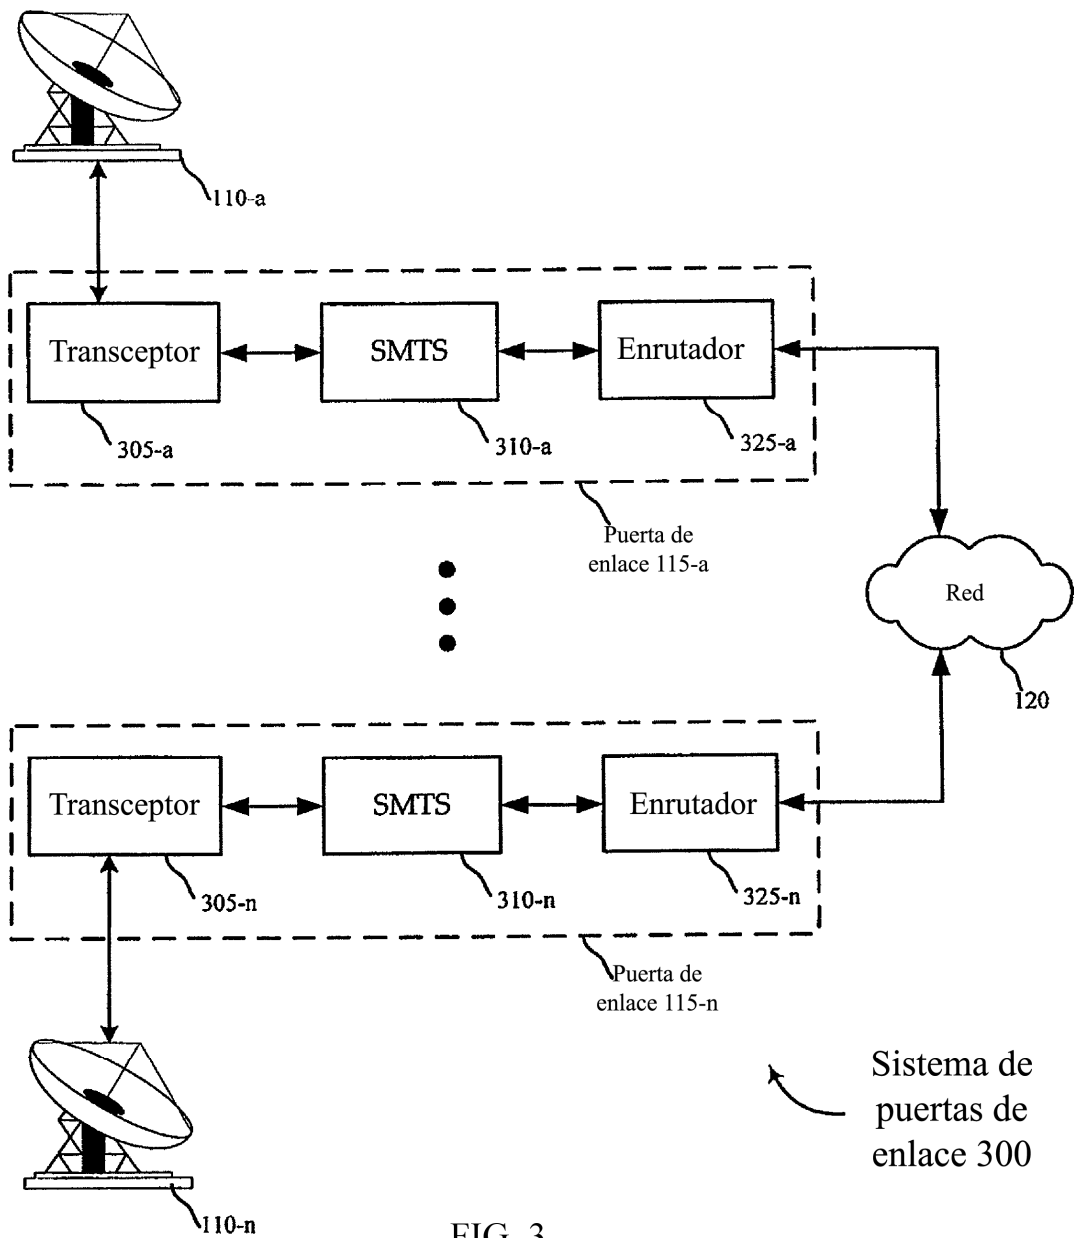 110-a
Transceptor
SMTS
Enrutador
305-a
310-a
325-a
Puerta de
enlace 115-a
Red
120
Transceptor
SMTS
Enrutador
305-n
310-n
325-n
Puerta de
enlace 115-n
Sistema de
puertas de
enlace 300
110-n
FIG. 3